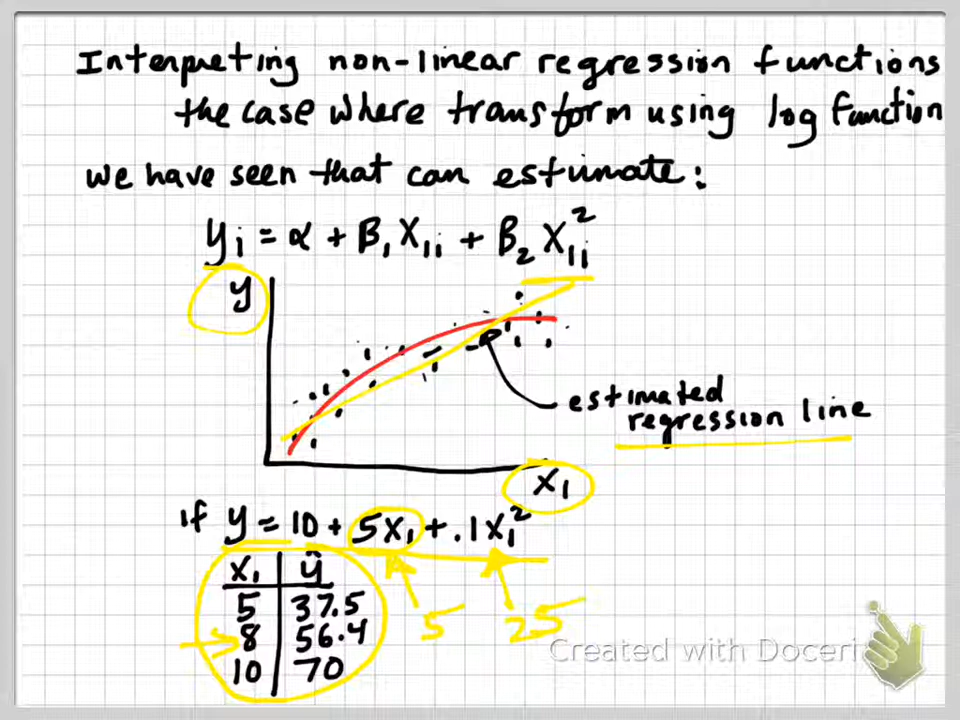 Interpreting non-linear regression functions
the case where transform using log function
we have seen that can estimate:
yi = α + B₁X₁i + B₂X₁i²
y
estimated
regression line
X₁
if y = 10 + 5X₁ + .1X₁²
X₁ ŷ
5 37.5
8 56.4
10 70
5
25
Created with Doceri